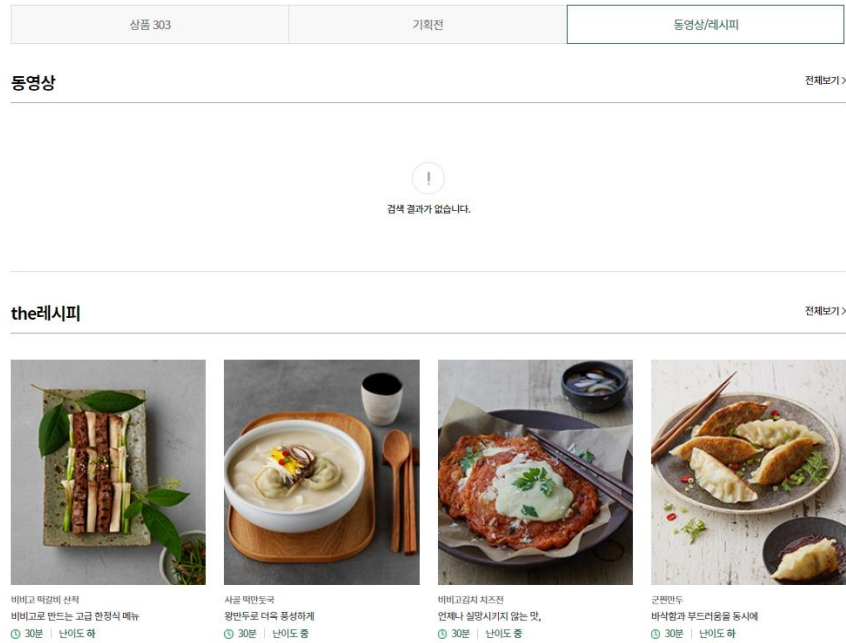 상품 303
기획전
동영상/레시피
동영상
전체보기 >
!
검색 결과가 없습니다.
the레시피
전체보기 >
비비고 떡갈비 산적
비비고로 만드는 고급 한정식 메뉴
30분 | 난이도 하
사골 떡만둣국
왕만두로 더욱 풍성하게
30분 | 난이도 중
비비고김치 치즈전
언제나 실망시키지 않는 맛,
30분 | 난이도 중
군찐만두
바삭함과 부드러움을 동시에
30분 | 난이도 하